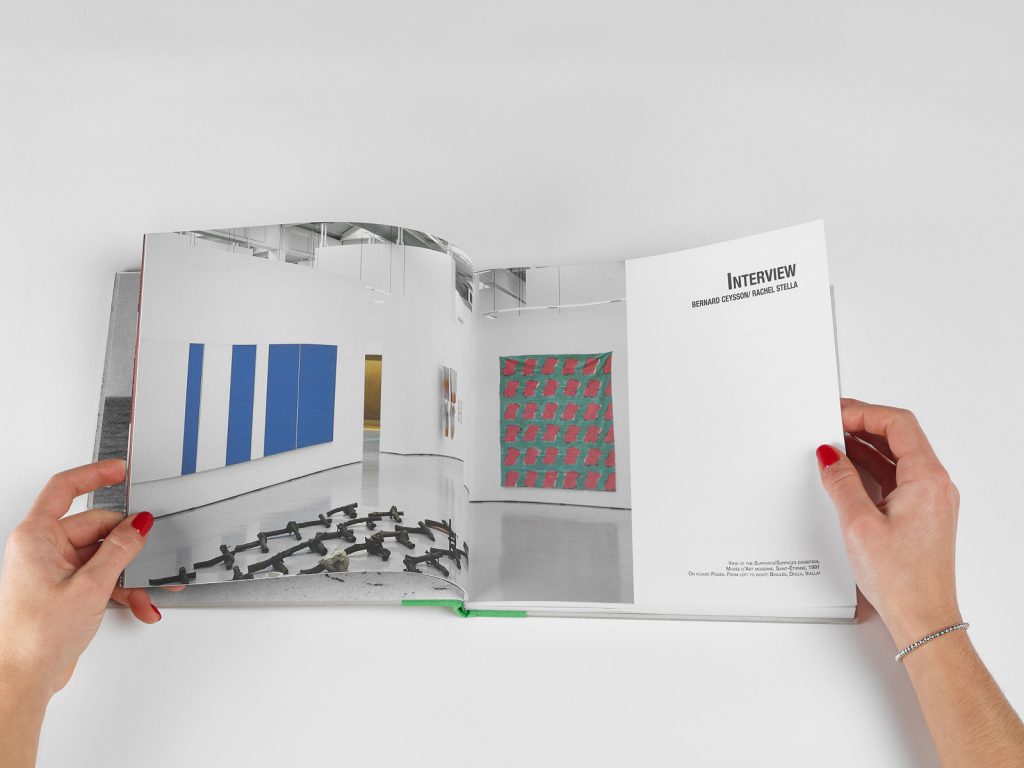 INTERVIEW
BERNARD CEYSSON/ RACHEL STELLA
VIEW OF THE SUPPORTS/SURFACES EXHIBITION,
MUSÉE D'ART MODERNE, SAINT-ÉTIENNE, 1991
ON FLOOR: PAGÈS. FROM LEFT TO RIGHT: BIOULÈS, DOLLA, VIALLAT